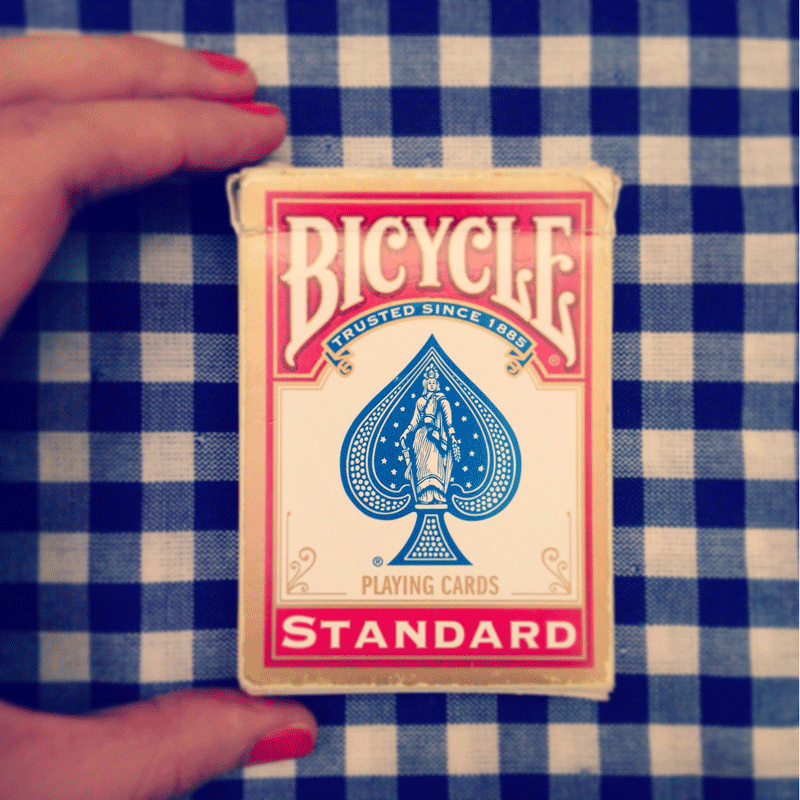 BICYCLE®
TRUSTED SINCE 1885
®
PLAYING CARDS
STANDARD